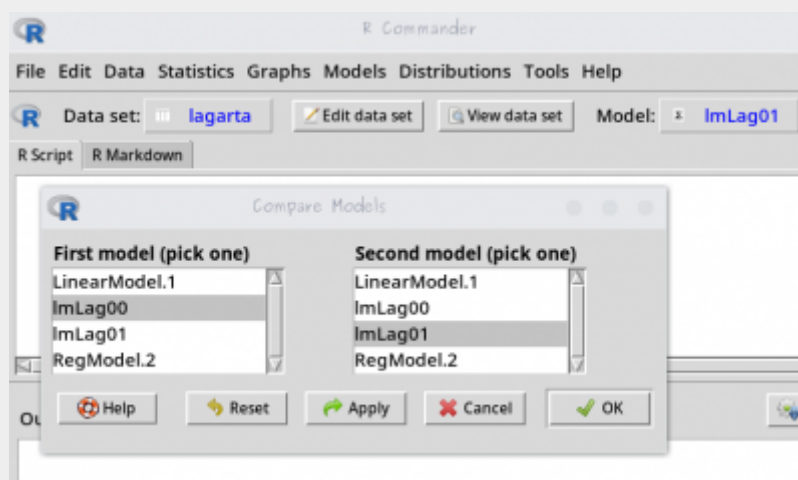 R Commander
File Edit Data Statistics Graphs Models Distributions Tools Help
R Data set: lagarta Edit data set View data set Model: Σ lmLag01
R Script R Markdown
R Compare Models
First model (pick one) Second model (pick one)
LinearModel.1 LinearModel.1
lmLag00 lmLag00
lmLag01 lmLag01
RegModel.2 RegModel.2
Help Reset Apply Cancel OK
Ou